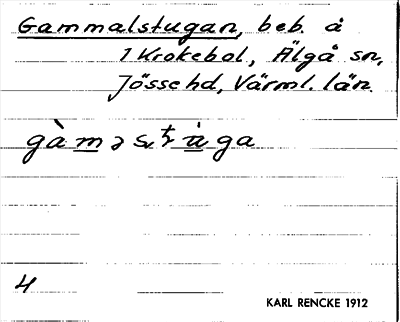 Gammalstugan, beb. å
1 Krokebol, Älgå sn,
Jösse hd, Värml. län.
4
KARL RENCKE 1912